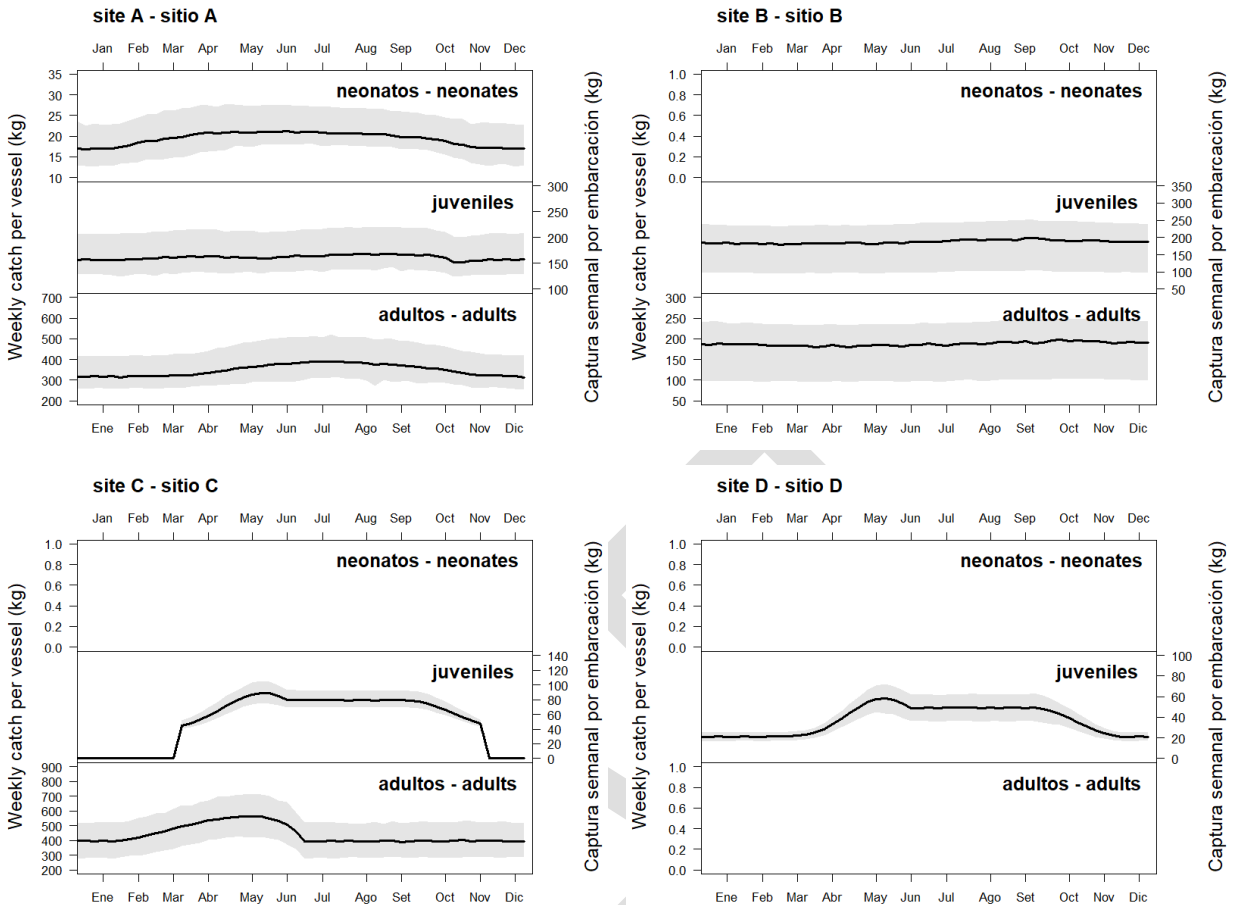 site A - sitio A
Jan Feb Mar Apr May Jun Jul Aug Sep Oct Nov Dec
Weekly catch per vessel (kg)
35
30
25
20
15
10
neonatos - neonates
300
250
200
150
100
juveniles
700
600
500
400
300
200
adultos - adults
Captura semanal por embarcación (kg)
Ene Feb Mar Abr May Jun Jul Ago Set Oct Nov Dic
site B - sitio B
Jan Feb Mar Apr May Jun Jul Aug Sep Oct Nov Dec
Weekly catch per vessel (kg)
1.0
0.8
0.6
0.4
0.2
0.0
neonatos - neonates
350
300
250
200
150
100
50
juveniles
300
250
200
150
100
50
adultos - adults
Captura semanal por embarcación (kg)
Ene Feb Mar Abr May Jun Jul Ago Set Oct Nov Dic
site C - sitio C
Jan Feb Mar Apr May Jun Jul Aug Sep Oct Nov Dec
Weekly catch per vessel (kg)
1.0
0.8
0.6
0.4
0.2
0.0
neonatos - neonates
140
120
100
80
60
40
20
0
juveniles
900
800
700
600
500
400
300
200
adultos - adults
Captura semanal por embarcación (kg)
Ene Feb Mar Abr May Jun Jul Ago Set Oct Nov Dic
site D - sitio D
Jan Feb Mar Apr May Jun Jul Aug Sep Oct Nov Dec
Weekly catch per vessel (kg)
1.0
0.8
0.6
0.4
0.2
0.0
neonatos - neonates
100
80
60
40
20
0
juveniles
1.0
0.8
0.6
0.4
0.2
0.0
adultos - adults
Captura semanal por embarcación (kg)
Ene Feb Mar Abr May Jun Jul Ago Set Oct Nov Dic